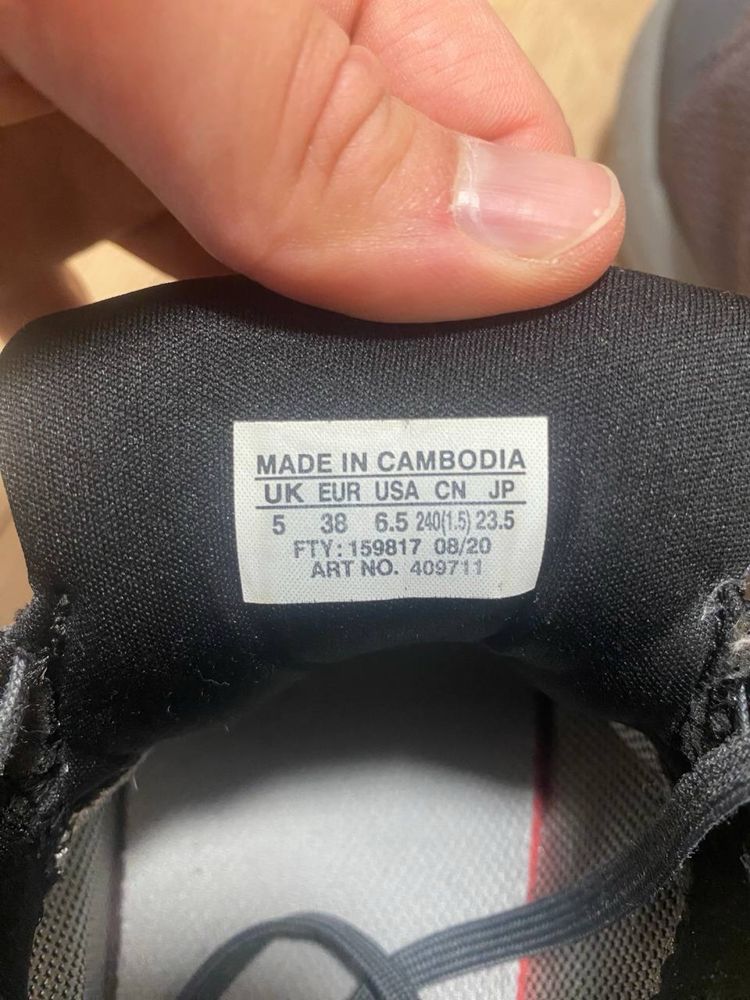 MADE IN CAMBODIA
UK EUR USA CN JP
5 38 6.5 240(1.5) 23.5
FTY: 159817 08/20
ART NO. 409711